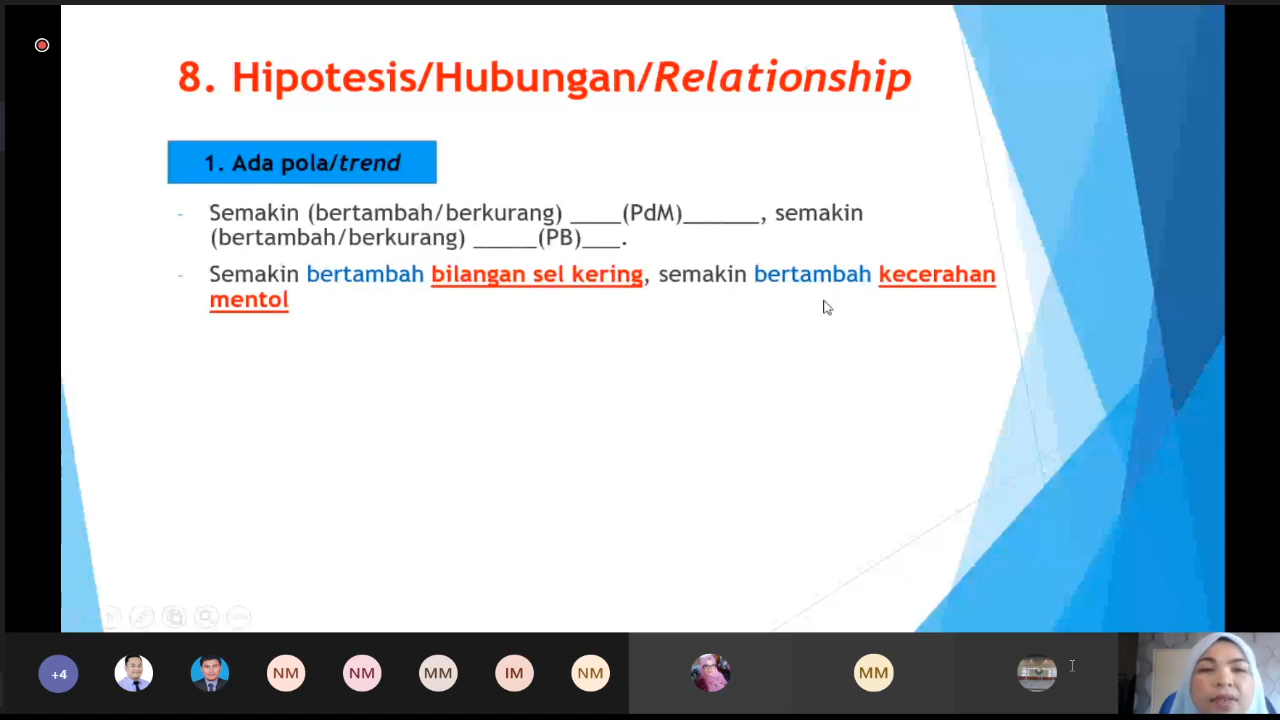 8. Hipotesis/Hubungan/Relationship
1. Ada pola/trend
- Semakin (bertambah/berkurang) ____(PdM)______, semakin
(bertambah/berkurang) _____(PB)___.
- Semakin bertambah bilangan sel kering, semakin bertambah kecerahan
mentol
+4
NM
NM
MM
IM
NM
MM